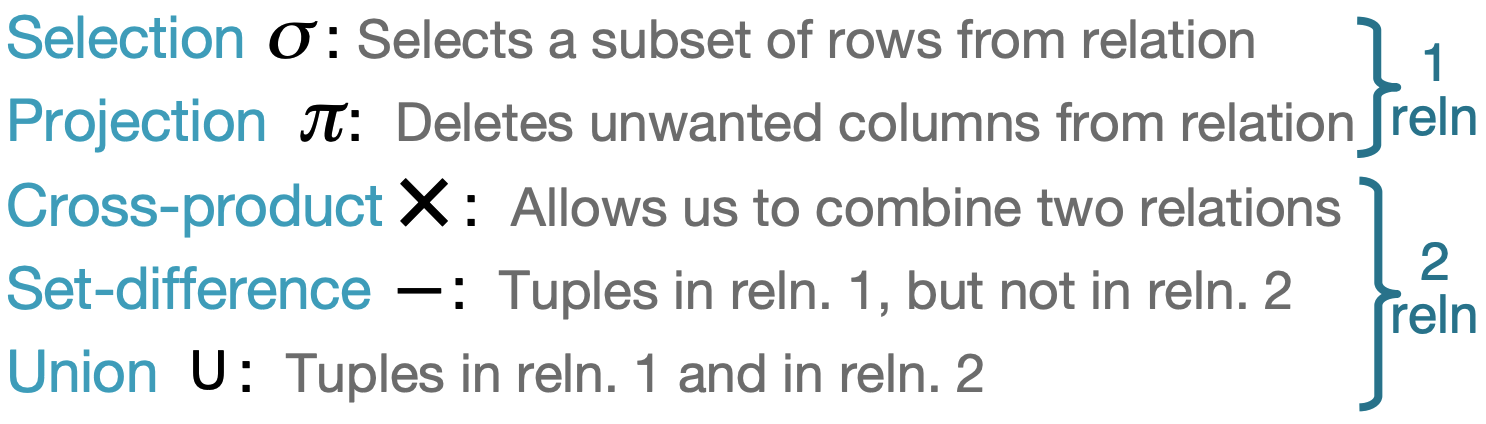 Selection σ: Selects a subset of rows from relation
Projection π: Deletes unwanted columns from relation
1
reln
Cross-product ×: Allows us to combine two relations
Set-difference −: Tuples in reln. 1, but not in reln. 2
Union ∪: Tuples in reln. 1 and in reln. 2
2
reln